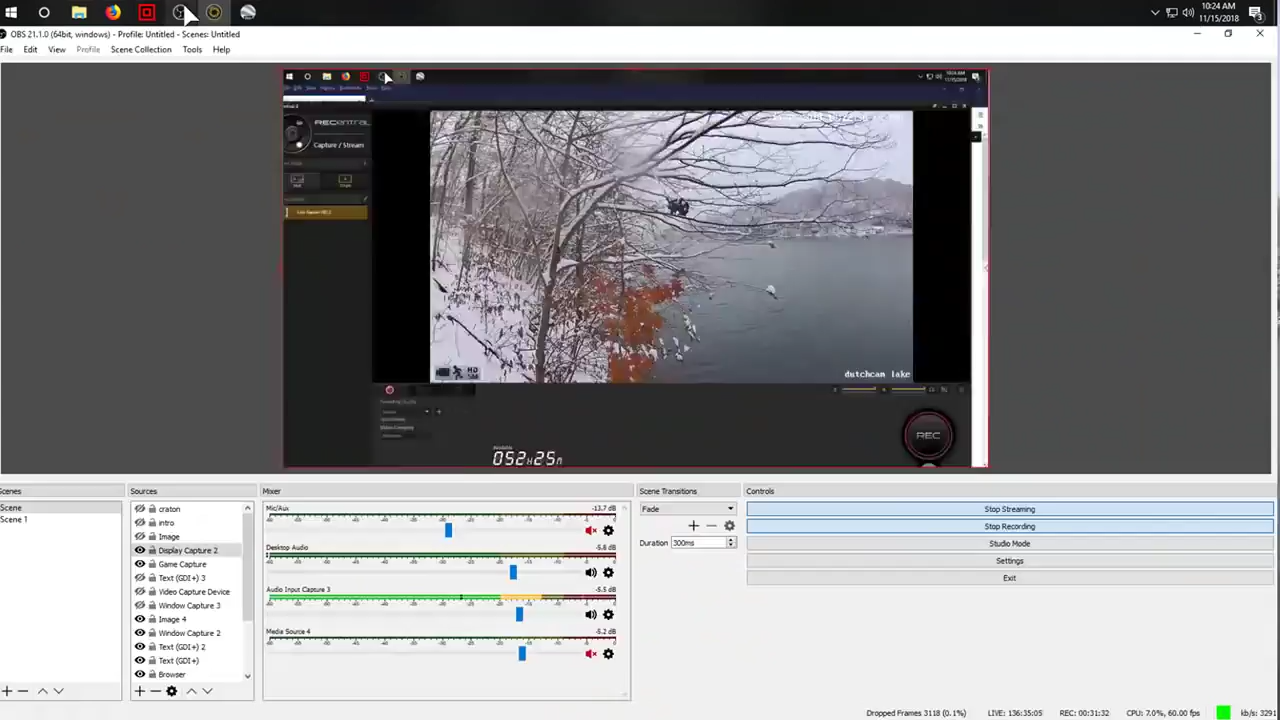 10:24 AM
11/15/2018
OBS 21.1.0 (64bit, windows) - Profile: Untitled - Scenes: Untitled
File Edit View Profile Scene Collection Tools Help
RECentral
Capture / Stream
dutchcam lake
REC
052H25M
Scenes
Scene
Scene 1
Sources
craton
intro
Image
Display Capture 2
Game Capture
Text (GDI+) 3
Video Capture Device
Window Capture 3
Image 4
Window Capture 2
Text (GDI+) 2
Text (GDI+)
Browser
Mixer
Mic/Aux -13.7 dB
Desktop Audio -5.8 dB
Audio Input Capture 3 -5.5 dB
Media Source 4 -5.2 dB
Scene Transitions
Fade
Duration 300ms
Controls
Stop Streaming
Stop Recording
Studio Mode
Settings
Exit
Dropped Frames 3118 (0.1%) LIVE: 136:35:05 REC: 00:31:32 CPU: 7.0%, 60.00 fps kb/s: 3291